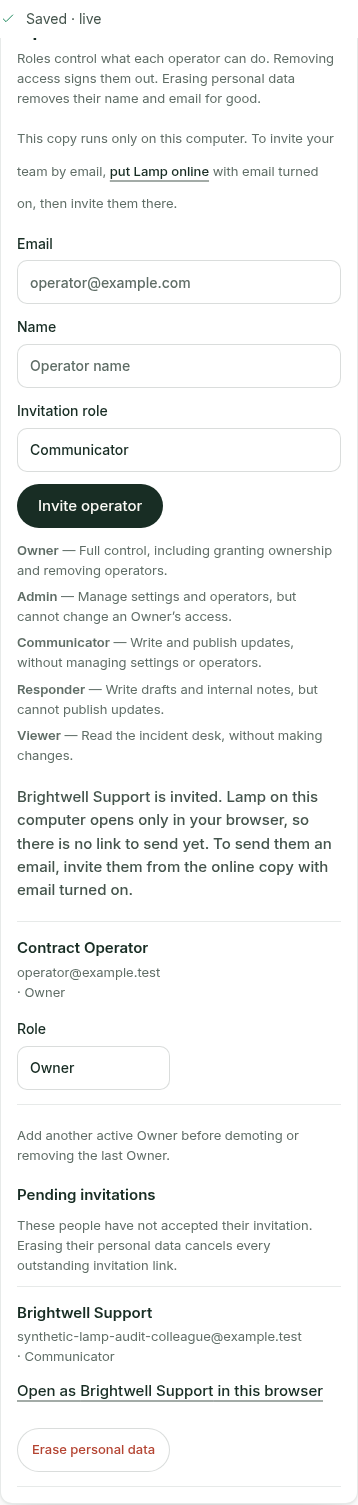 Saved · live
Roles control what each operator can do. Removing
access signs them out. Erasing personal data
removes their name and email for good.
This copy runs only on this computer. To invite your
team by email, put Lamp online with email turned
on, then invite them there.
Email
operator@example.com
Name
Operator name
Invitation role
Communicator
Invite operator
Owner — Full control, including granting ownership
and removing operators.
Admin — Manage settings and operators, but
cannot change an Owner’s access.
Communicator — Write and publish updates,
without managing settings or operators.
Responder — Write drafts and internal notes, but
cannot publish updates.
Viewer — Read the incident desk, without making
changes.
Brightwell Support is invited. Lamp on this
computer opens only in your browser, so
there is no link to send yet. To send them an
email, invite them from the online copy with
email turned on.
Contract Operator
operator@example.test
· Owner
Role
Owner
Add another active Owner before demoting or
removing the last Owner.
Pending invitations
These people have not accepted their invitation.
Erasing their personal data cancels every
outstanding invitation link.
Brightwell Support
synthetic-lamp-audit-colleague@example.test
· Communicator
Open as Brightwell Support in this browser
Erase personal data